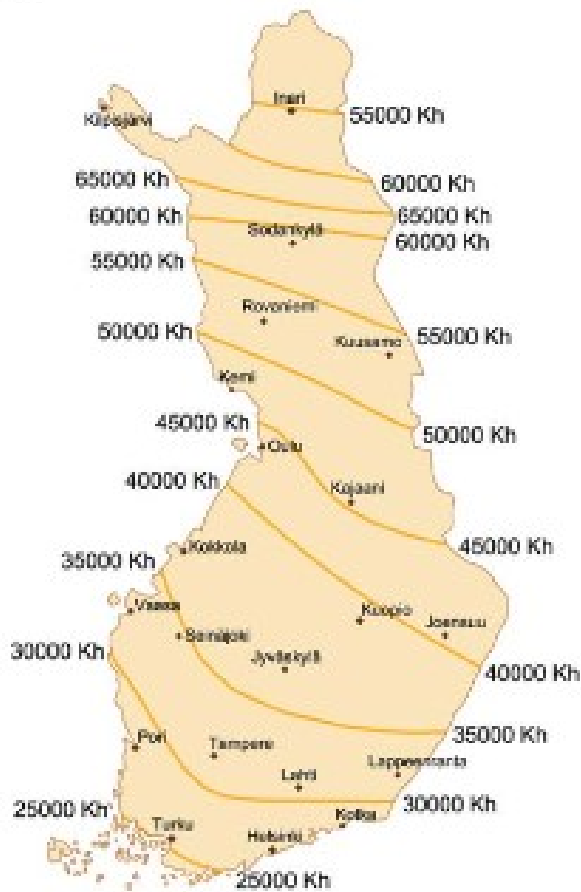 Inari
55000 Kh
Kilpisjärvi
65000 Kh
60000 Kh
60000 Kh
65000 Kh
Sodankylä
60000 Kh
55000 Kh
Rovaniemi
50000 Kh
55000 Kh
Kuusamo
Kemi
45000 Kh
50000 Kh
Oulu
40000 Kh
Kajaani
45000 Kh
Kokkola
35000 Kh
Vaasa
Kuopio
Joensuu
Seinäjoki
30000 Kh
Jyväskylä
40000 Kh
35000 Kh
Pori
Tampere
Lappeenranta
Lahti
30000 Kh
25000 Kh
Turku
Kotka
Helsinki
25000 Kh